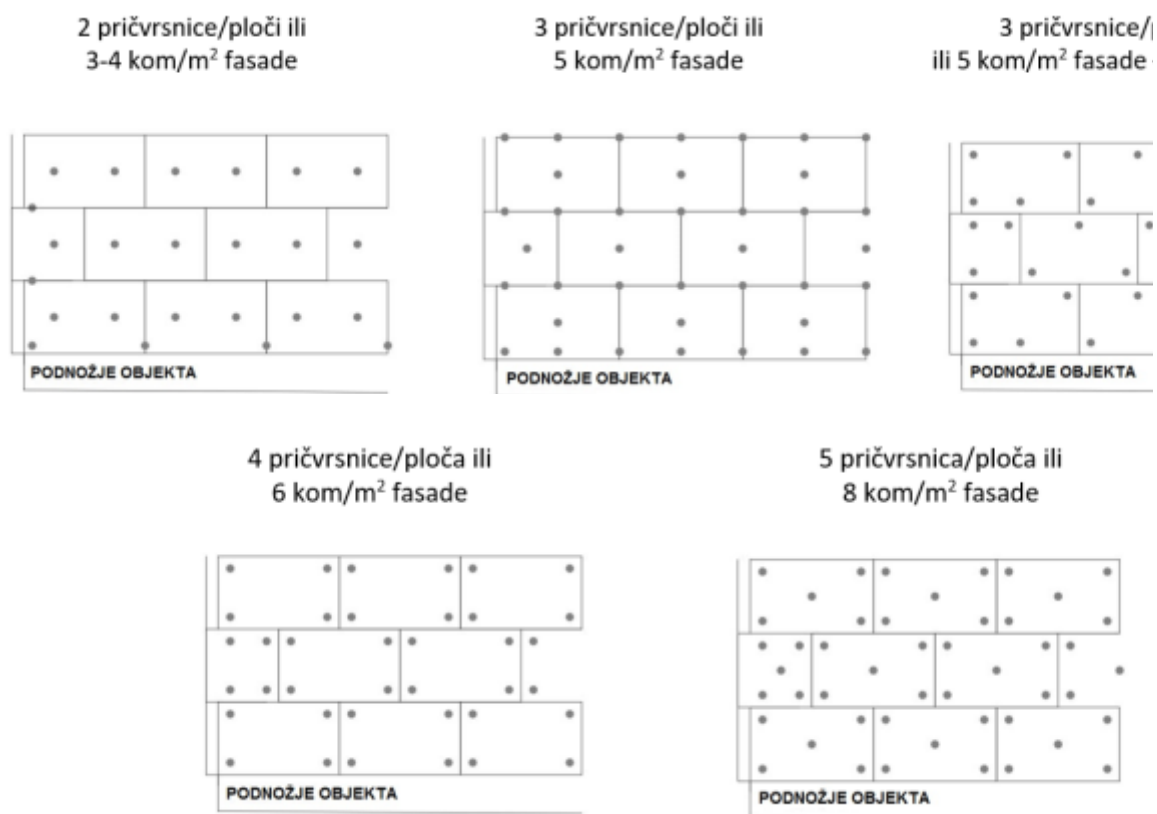 2 pričvrsnice/ploči ili
3-4 kom/m² fasade
3 pričvrsnice/ploči ili
5 kom/m² fasade
3 pričvrsnice/
ili 5 kom/m² fasade
PODNOŽJE OBJEKTA
PODNOŽJE OBJEKTA
PODNOŽJE OBJEKTA
4 pričvrsnice/ploča ili
6 kom/m² fasade
5 pričvrsnica/ploča ili
8 kom/m² fasade
PODNOŽJE OBJEKTA
PODNOŽJE OBJEKTA